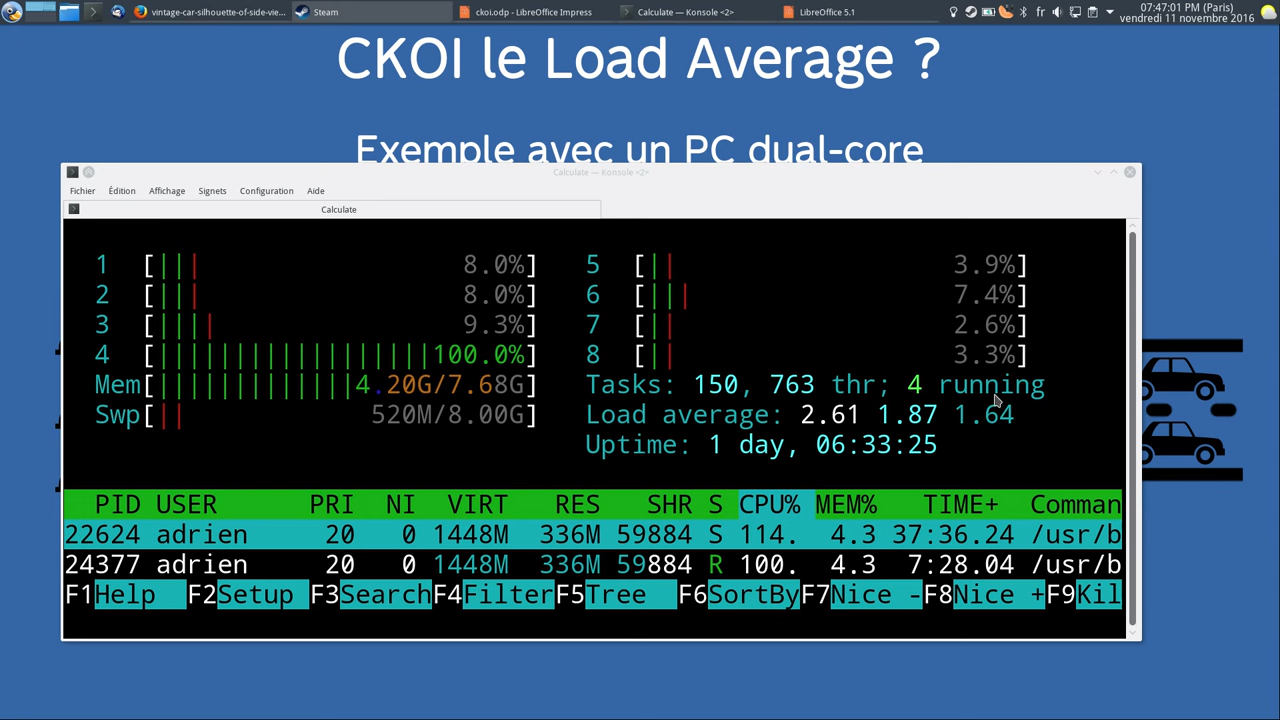 vintage-car-silhouette-of-side-vie... Steam ckoi.odp - LibreOffice Impress Calculate — Konsole <2> LibreOffice 5.1 fr 07:47:01 PM (Paris)
vendredi 11 novembre 2016
CKOI le Load Average ?
Exemple avec un PC dual-core
Calculate — Konsole <2>
Fichier Édition Affichage Signets Configuration Aide
Calculate
1 [||| 8.0%] 5 [|| 3.9%]
2 [||| 8.0%] 6 [||| 7.4%]
3 [|||| 9.3%] 7 [|| 2.6%]
4 [||||||||||||||||||100.0%] 8 [|| 3.3%]
Mem[|||||||||||||4.20G/7.68G] Tasks: 150, 763 thr; 4 running
Swp[|| 520M/8.00G] Load average: 2.61 1.87 1.64
Uptime: 1 day, 06:33:25
PID USER PRI NI VIRT RES SHR S CPU% MEM% TIME+ Comman
22624 adrien 20 0 1448M 336M 59884 S 114. 4.3 37:36.24 /usr/b
24377 adrien 20 0 1448M 336M 59884 R 100. 4.3 7:28.04 /usr/b
F1Help F2Setup F3SearchF4FilterF5Tree F6SortByF7Nice -F8Nice +F9Kil